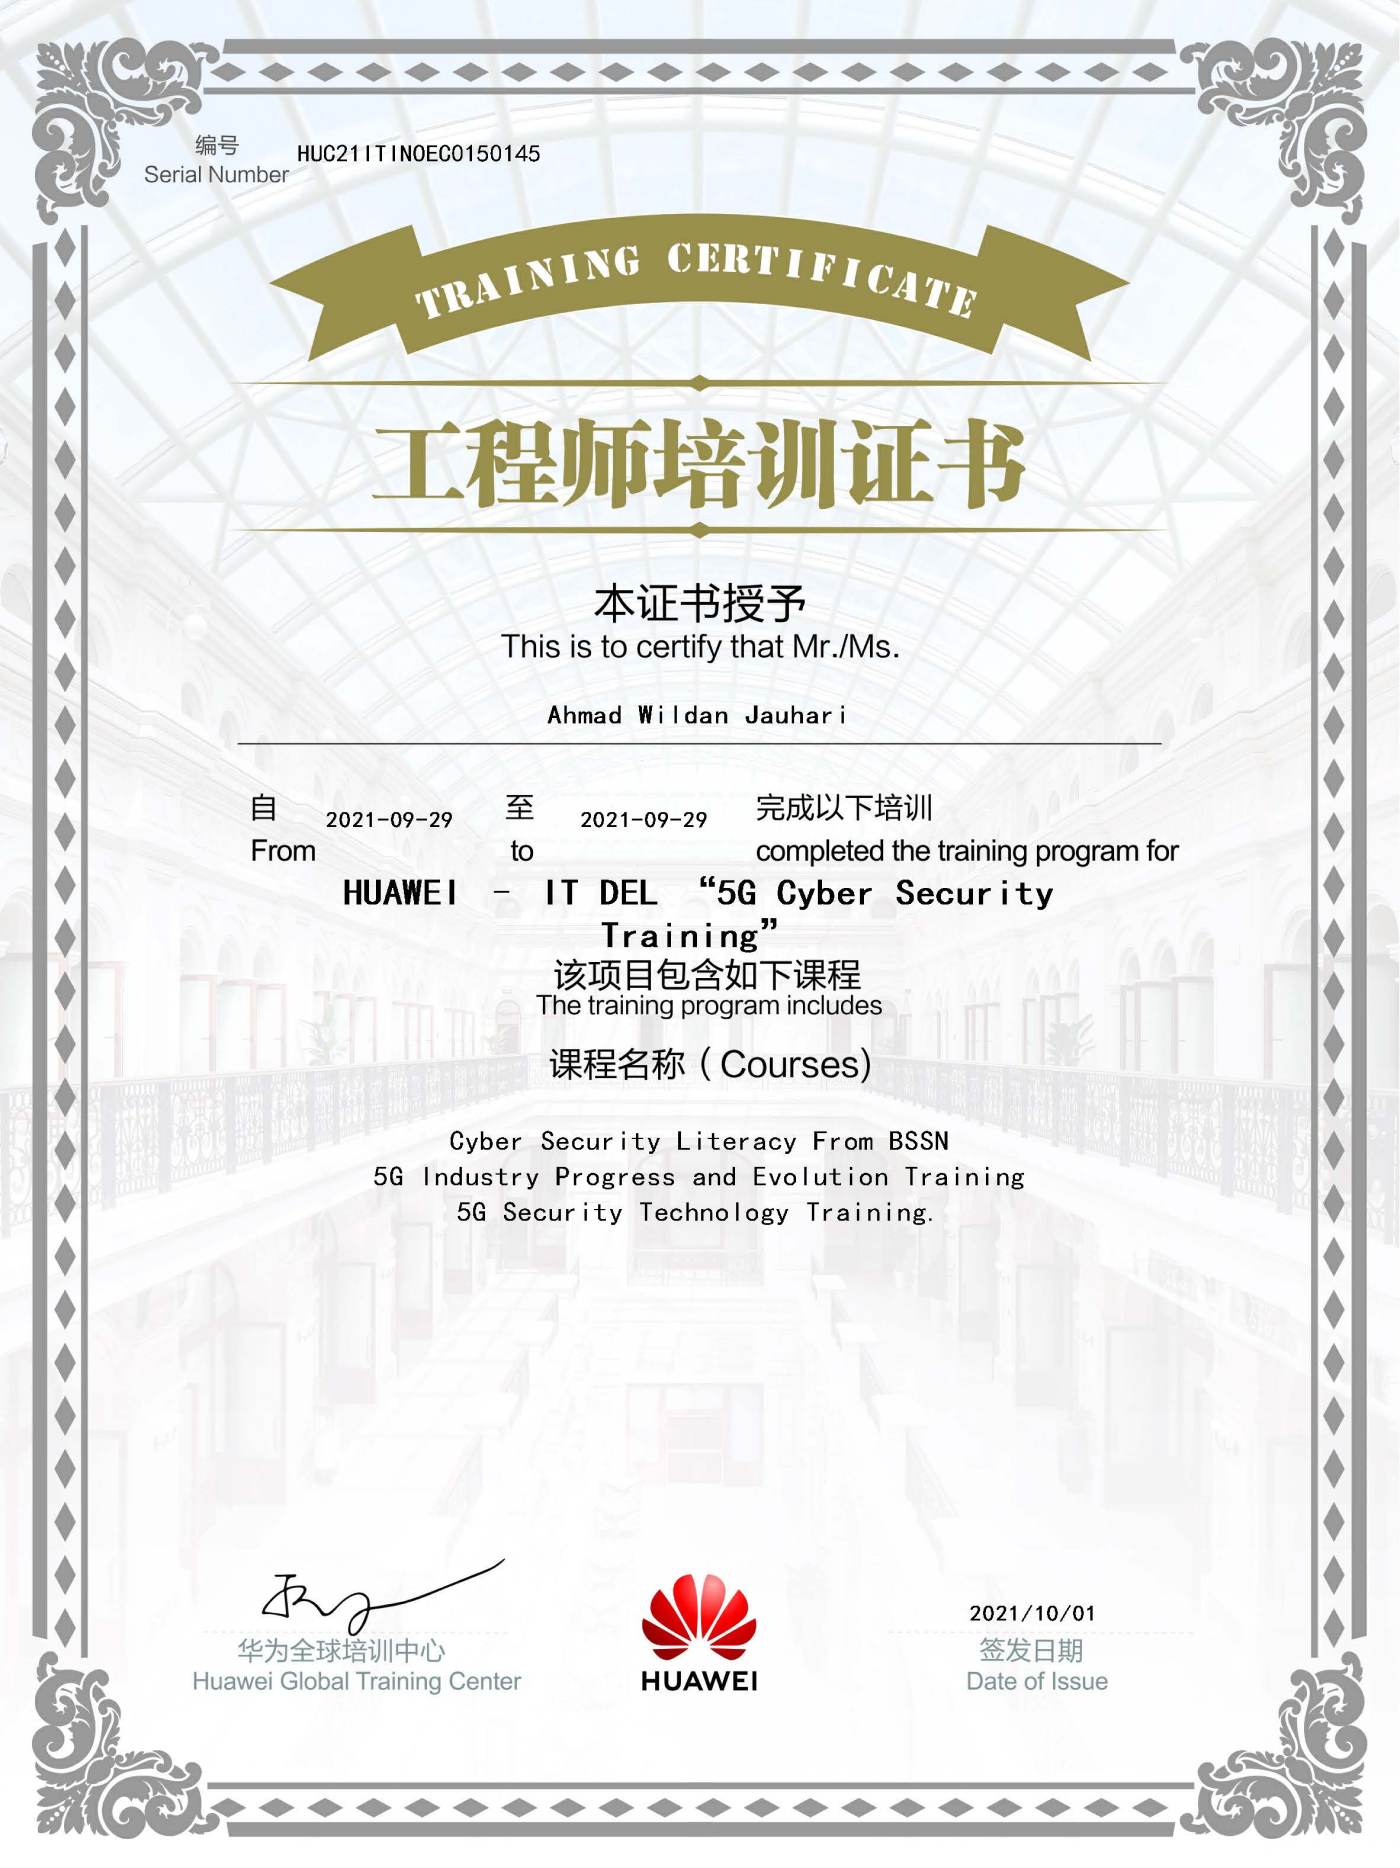 编号
Serial Number
HUC21ITINOEC0150145
TRAINING CERTIFICATE
工程师培训证书
本证书授予
This is to certify that Mr./Ms.
Ahmad Wildan Jauhari
自 2021-09-29 至 2021-09-29 完成以下培训
From to completed the training program for
HUAWEI - IT DEL “5G Cyber Security
Training”
该项目包含如下课程
The training program includes
课程名称（Courses)
Cyber Security Literacy From BSSN
5G Industry Progress and Evolution Training
5G Security Technology Training.
华为全球培训中心
Huawei Global Training Center
HUAWEI
2021/10/01
签发日期
Date of Issue